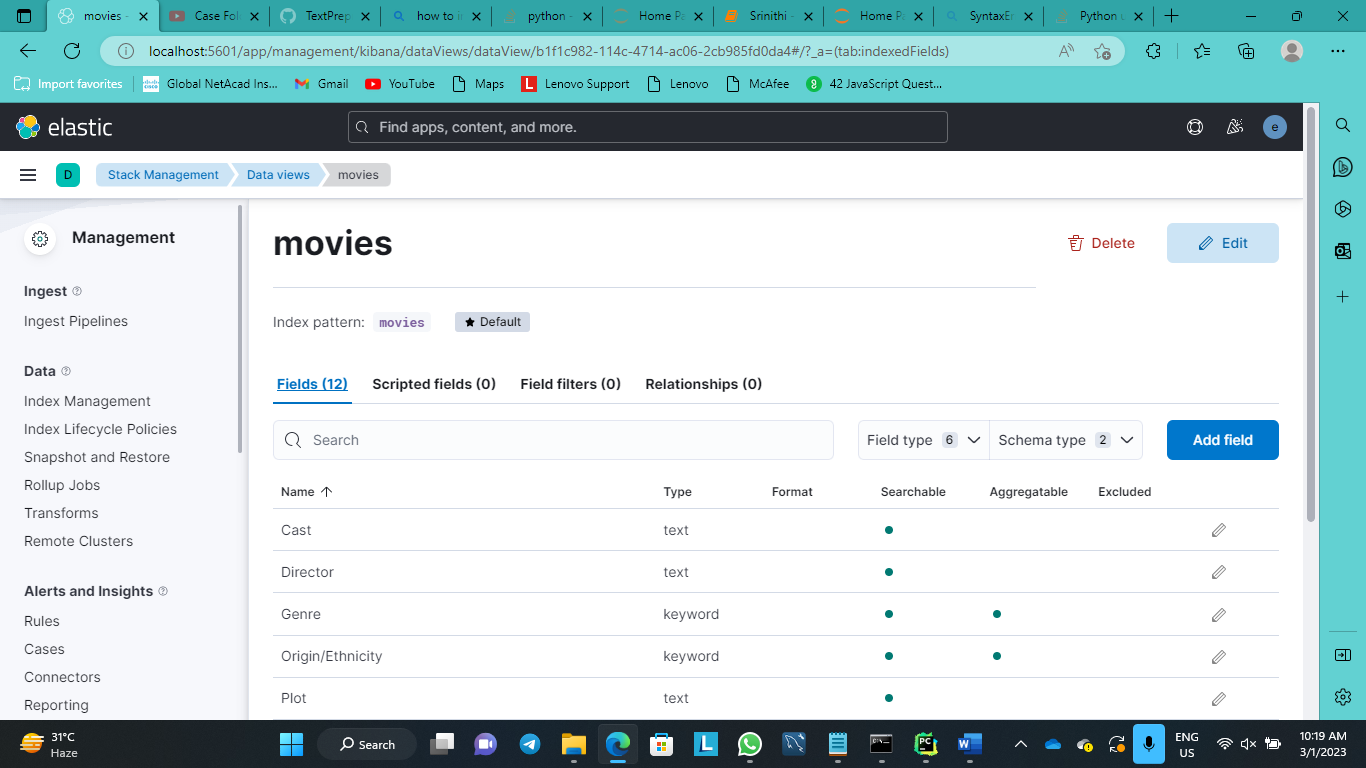 movies -
Case Fol
TextPrep
how to i
python -
Home Pa
Srinithi -
Home Pa
SyntaxEr
Python u
localhost:5601/app/management/kibana/dataViews/dataView/b1f1c982-114c-4714-ac06-2cb985fd0da4#/?_a=(tab:indexedFields)
Import favorites
Global NetAcad Ins...
Gmail
YouTube
Maps
Lenovo Support
Lenovo
McAfee
42 JavaScript Quest...
elastic
Find apps, content, and more.
e
D
Stack Management
Data views
movies
Management
Ingest
Ingest Pipelines
Data
Index Management
Index Lifecycle Policies
Snapshot and Restore
Rollup Jobs
Transforms
Remote Clusters
Alerts and Insights
Rules
Cases
Connectors
Reporting
movies
Delete
Edit
Index pattern: movies
Default
Fields (12)
Scripted fields (0)
Field filters (0)
Relationships (0)
Search
Field type 6
Schema type 2
Add field
Name Type Format Searchable Aggregatable Excluded
Cast text
Director text
Genre keyword
Origin/Ethnicity keyword
Plot text
31°C
Haze
Search
ENG
US
10:19 AM
3/1/2023